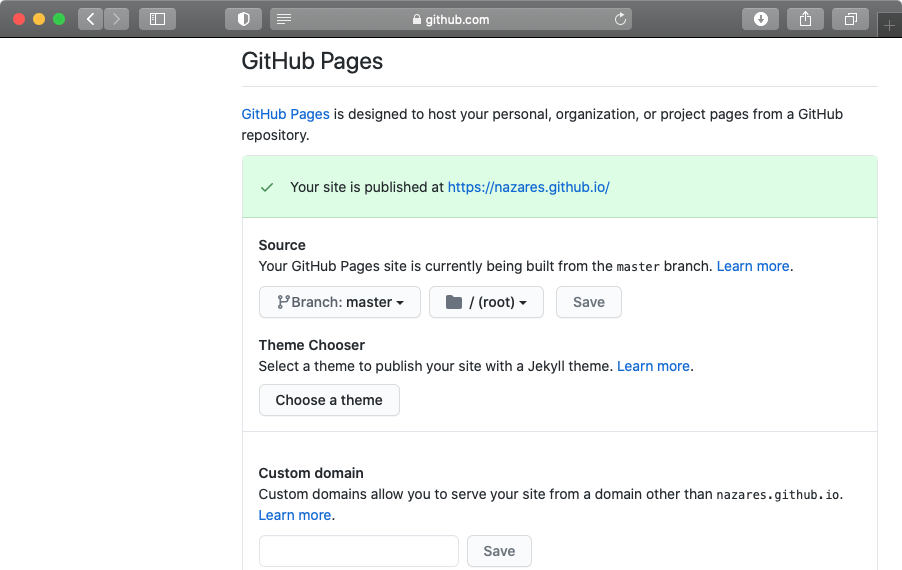 github.com
GitHub Pages
GitHub Pages is designed to host your personal, organization, or project pages from a GitHub
repository.
Your site is published at https://nazares.github.io/
Source
Your GitHub Pages site is currently being built from the master branch. Learn more.
Branch: master / (root) Save
Theme Chooser
Select a theme to publish your site with a Jekyll theme. Learn more.
Choose a theme
Custom domain
Custom domains allow you to serve your site from a domain other than nazares.github.io.
Learn more.
Save